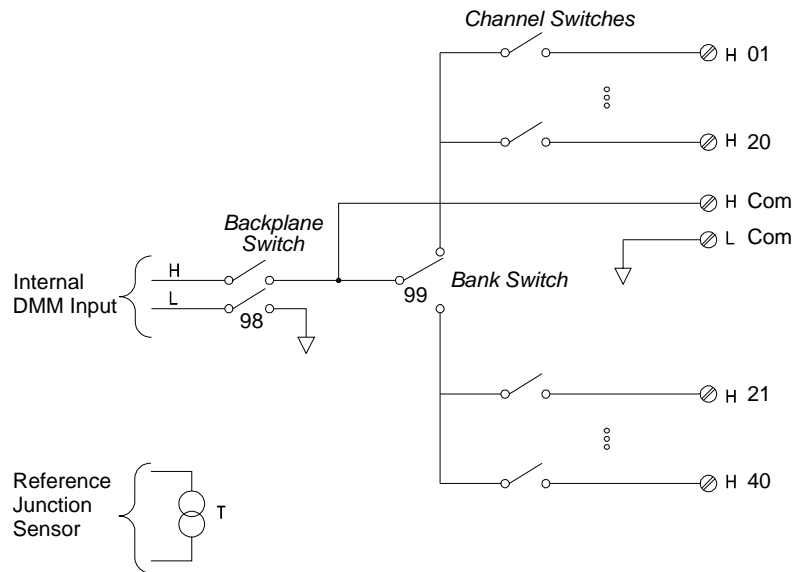 Channel Switches
H 01
H 20
H Com
L Com
Backplane
Switch
Internal
DMM Input
H
L
98
99
Bank Switch
H 21
H 40
Reference
Junction
Sensor
T